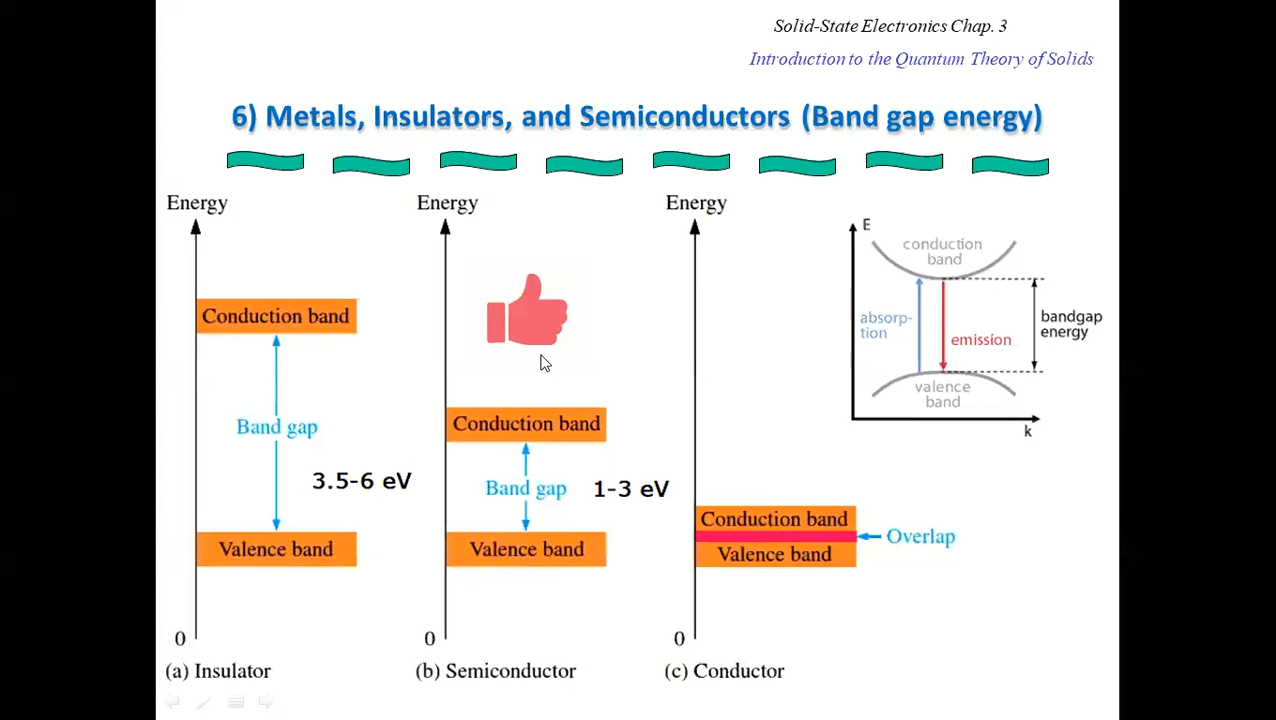 Solid-State Electronics Chap. 3
Introduction to the Quantum Theory of Solids
6) Metals, Insulators, and Semiconductors (Band gap energy)
Energy
Conduction band
Band gap
3.5-6 eV
Valence band
0
(a) Insulator
Energy
Conduction band
Band gap
1-3 eV
Valence band
0
(b) Semiconductor
Energy
Conduction band
Valence band
Overlap
0
(c) Conductor
E
conduction
band
absorp-
tion
emission
bandgap
energy
valence
band
k